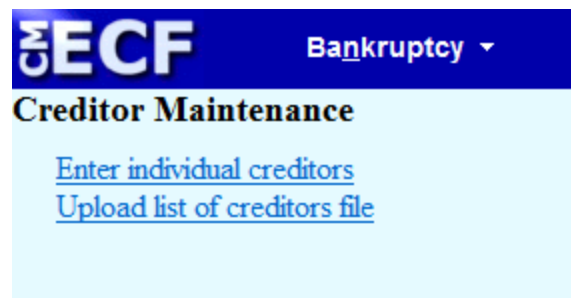 CM ECF Bankruptcy
Creditor Maintenance
Enter individual creditors
Upload list of creditors file